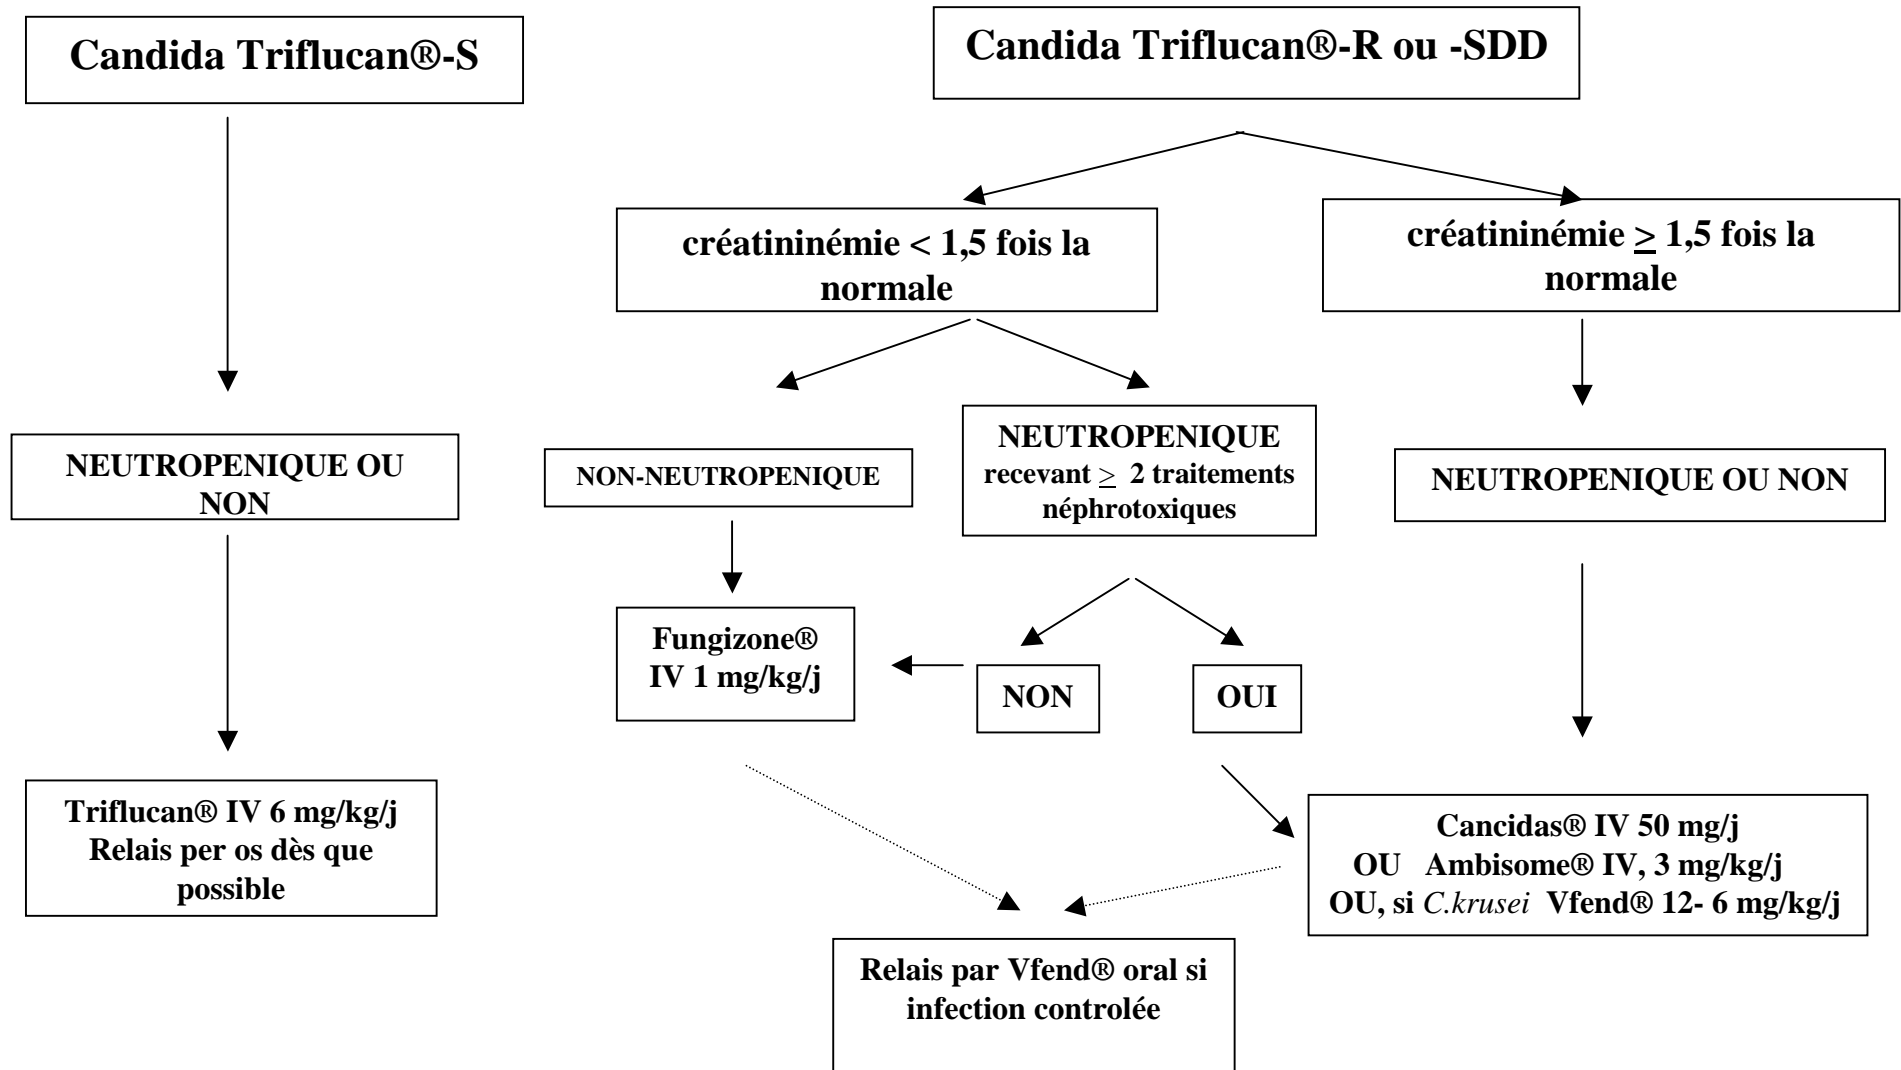 Candida Triflucan®-S
Candida Triflucan®-R ou -SDD
créatininémie < 1,5 fois la
normale
créatininémie ≥ 1,5 fois la
normale
NEUTROPENIQUE OU
NON
NON-NEUTROPENIQUE
NEUTROPENIQUE
recevant ≥ 2 traitements
néphrotoxiques
NEUTROPENIQUE OU NON
Fungizone®
IV 1 mg/kg/j
NON
OUI
Triflucan® IV 6 mg/kg/j
Relais per os dès que
possible
Cancidas® IV 50 mg/j
OU Ambisome® IV, 3 mg/kg/j
OU, si C.krusei Vfend® 12- 6 mg/kg/j
Relais par Vfend® oral si
infection controlée